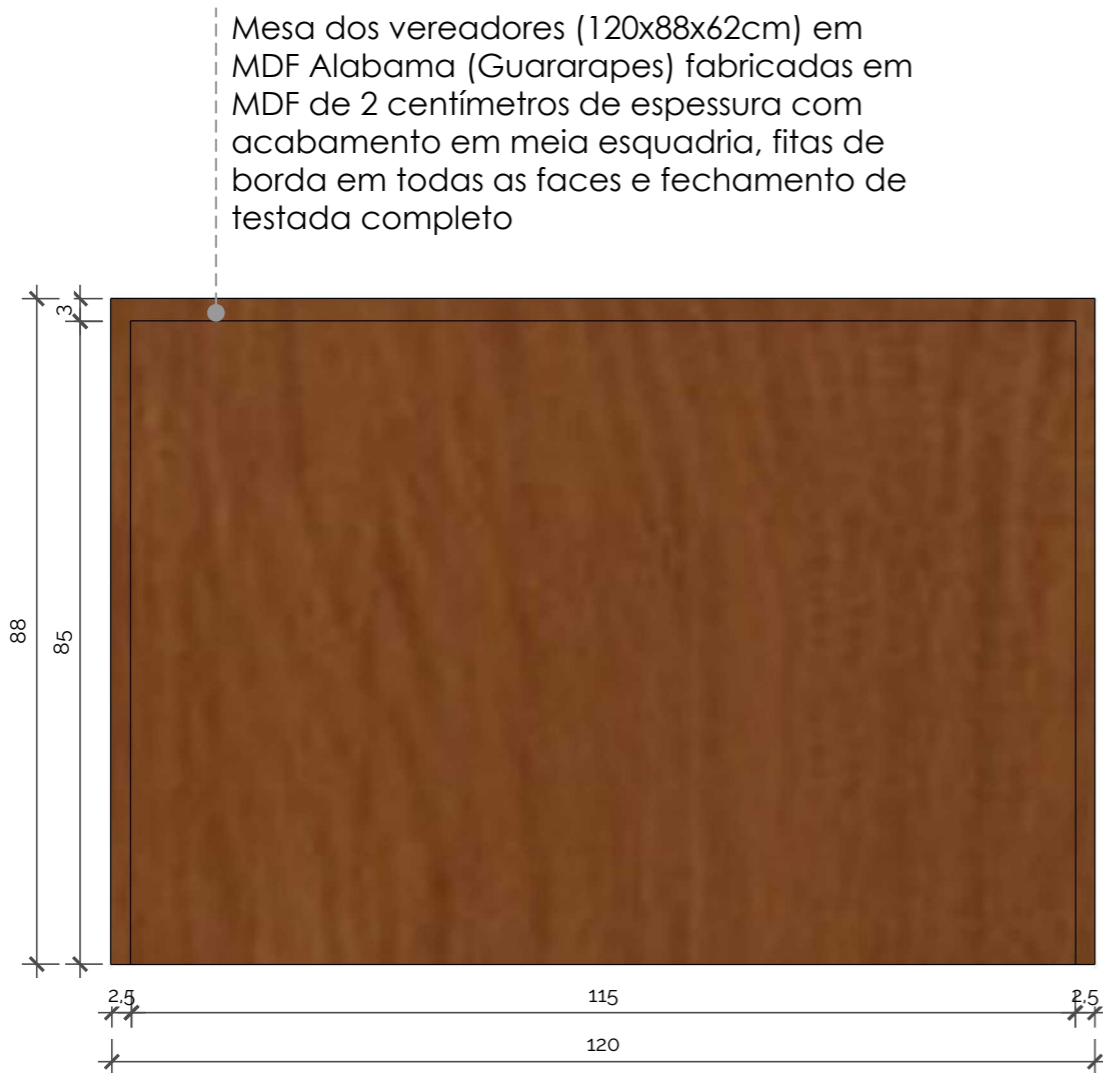 Mesa dos vereadores (120x88x62cm) em
MDF Alabama (Guararapes) fabricadas em
MDF de 2 centímetros de espessura com
acabamento em meia esquadria, fitas de
borda em todas as faces e fechamento de
testada completo
3
88
85
2,5
115
2,5
120